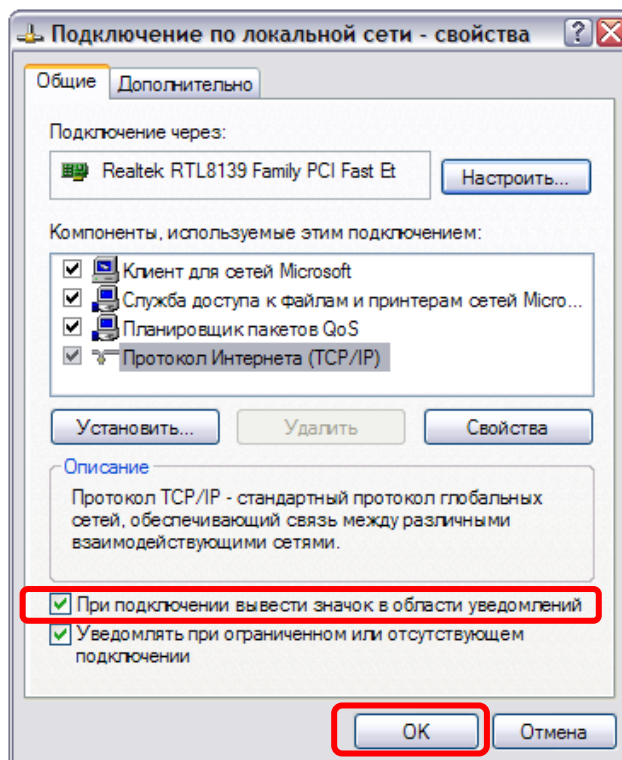 Подключение по локальной сети - свойства
Общие
Дополнительно
Подключение через:
Realtek RTL8139 Family PCI Fast Et
Настроить...
Компоненты, используемые этим подключением:
Клиент для сетей Microsoft
Служба доступа к файлам и принтерам сетей Micro...
Планировщик пакетов QoS
Протокол Интернета (TCP/IP)
Установить...
Удалить
Свойства
Описание
Протокол TCP/IP - стандартный протокол глобальных
сетей, обеспечивающий связь между различными
взаимодействующими сетями.
При подключении вывести значок в области уведомлений
Уведомлять при ограниченном или отсутствующем
подключении
OK
Отмена